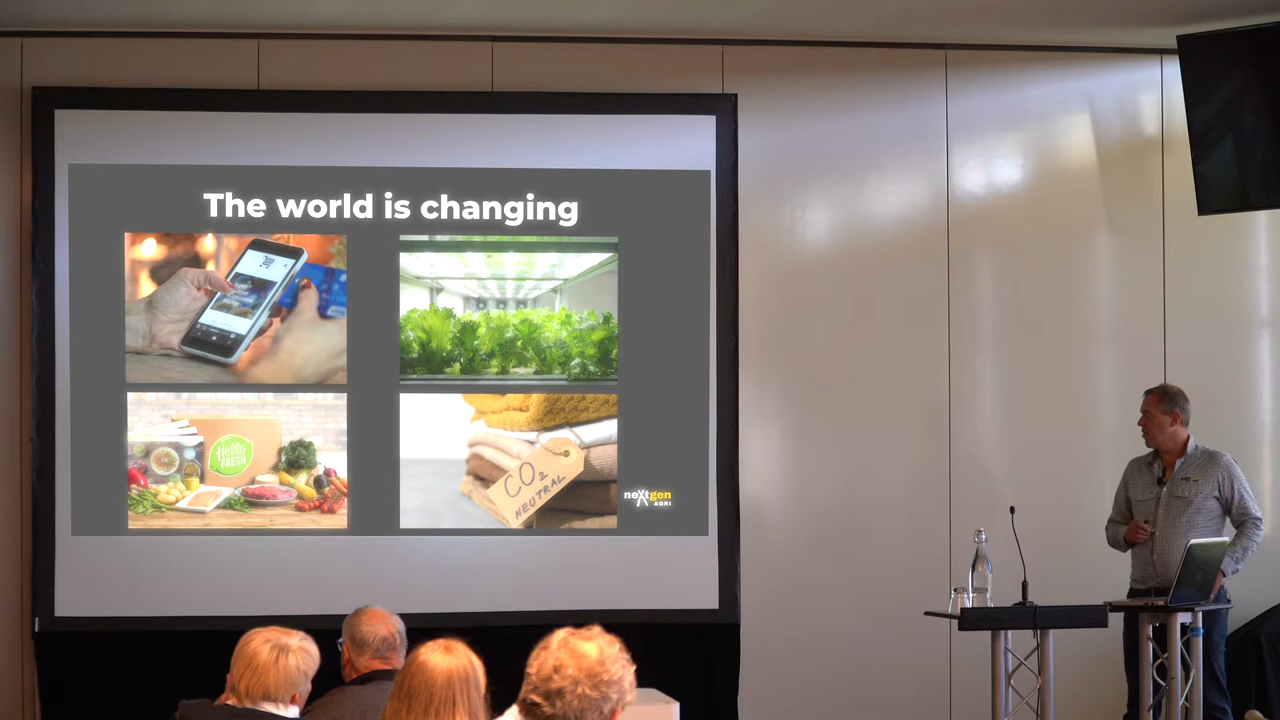 The world is changing
Hello
FRESH
CO₂
NEUTRAL
neXtgen
AGRI